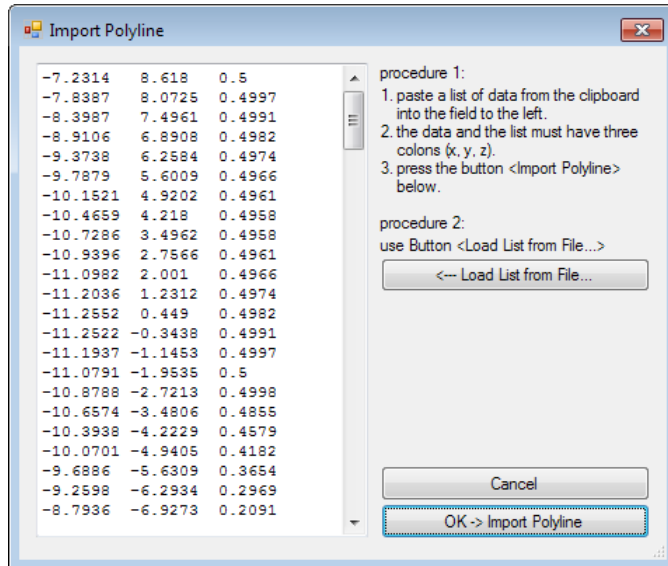 Import Polyline
-7.2314 8.618 0.5
-7.8387 8.0725 0.4997
-8.3987 7.4961 0.4991
-8.9106 6.8908 0.4982
-9.3738 6.2584 0.4974
-9.7879 5.6009 0.4966
-10.1521 4.9202 0.4961
-10.4659 4.218 0.4958
-10.7286 3.4962 0.4958
-10.9396 2.7566 0.4961
-11.0982 2.001 0.4966
-11.2036 1.2312 0.4974
-11.2552 0.449 0.4982
-11.2522 -0.3438 0.4991
-11.1937 -1.1453 0.4997
-11.0791 -1.9535 0.5
-10.8788 -2.7213 0.4998
-10.6574 -3.4806 0.4855
-10.3938 -4.2229 0.4579
-10.0701 -4.9405 0.4182
-9.6886 -5.6309 0.3654
-9.2598 -6.2934 0.2969
-8.7936 -6.9273 0.2091
procedure 1:
1. paste a list of data from the clipboard
into the field to the left.
2. the data and the list must have three
colons (x, y, z).
3. press the button <Import Polyline>
below.
procedure 2:
use Button <Load List from File...>
<--- Load List from File...
Cancel
OK -> Import Polyline